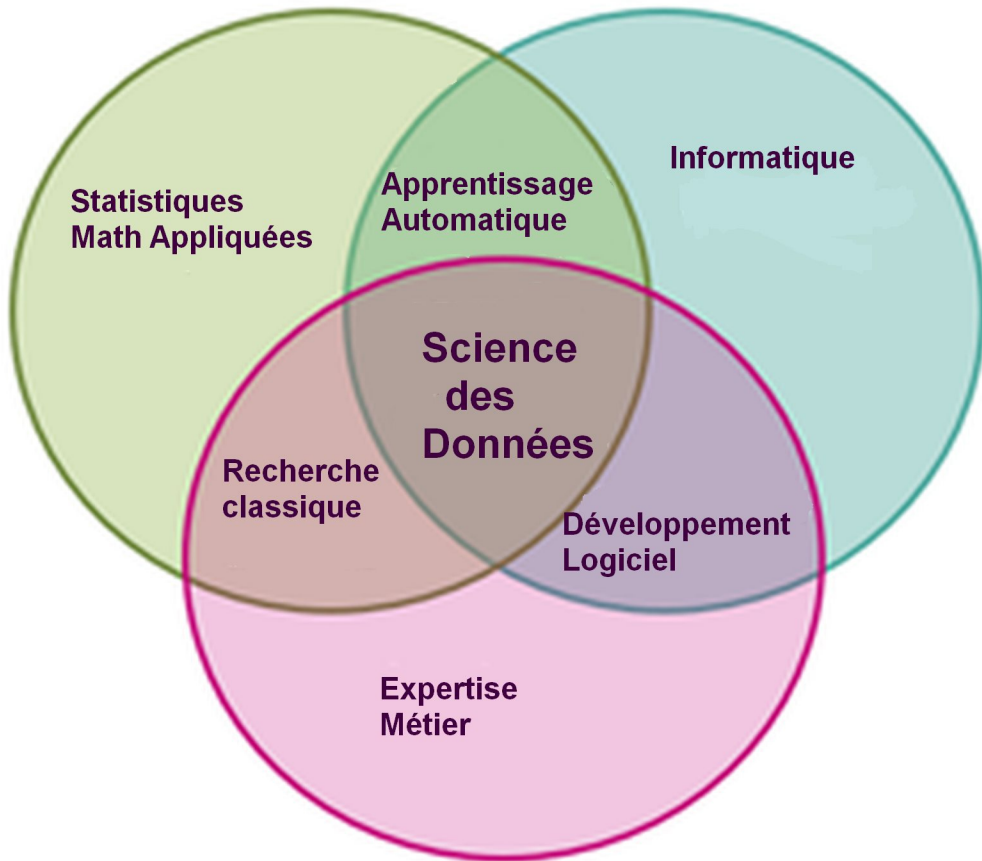 Statistiques
Math Appliquées
Apprentissage
Automatique
Informatique
Science
des
Données
Recherche
classique
Développement
Logiciel
Expertise
Métier